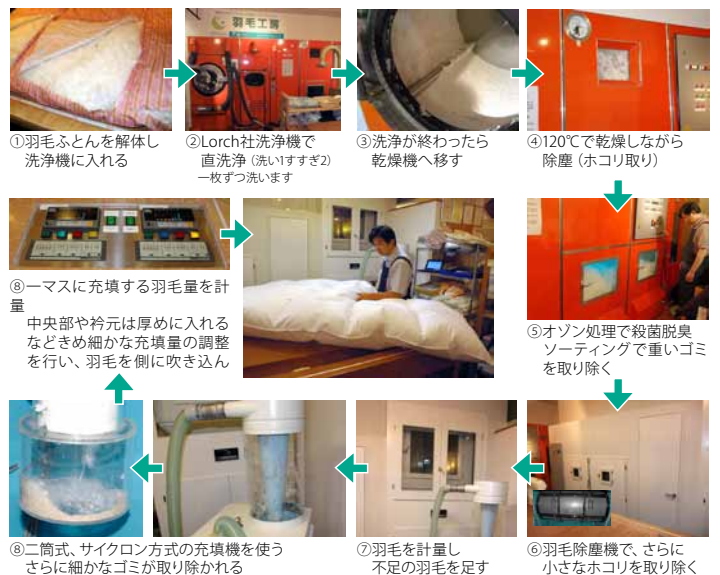 羽毛工房
①羽毛ふとんを解体し
洗浄機に入れる
②Lorch社洗浄機で
直洗浄（洗い1すすぎ2）
一枚ずつ洗います
③洗浄が終わったら
乾燥機へ移す
④120℃で乾燥しながら
除塵（ホコリ取り）
⑤オゾン処理で殺菌脱臭
ソーティングで重いゴミ
を取り除く
⑥羽毛除塵機で、さらに
小さなホコリを取り除く
⑦羽毛を計量し
不足の羽毛を足す
⑧二筒式、サイクロン方式の充填機を使う
さらに細かなゴミが取り除かれる
⑧一マスに充填する羽毛量を計
量
中央部や衿元は厚めに入れる
などきめ細かな充填量の調整
を行い、羽毛を側に吹き込ん